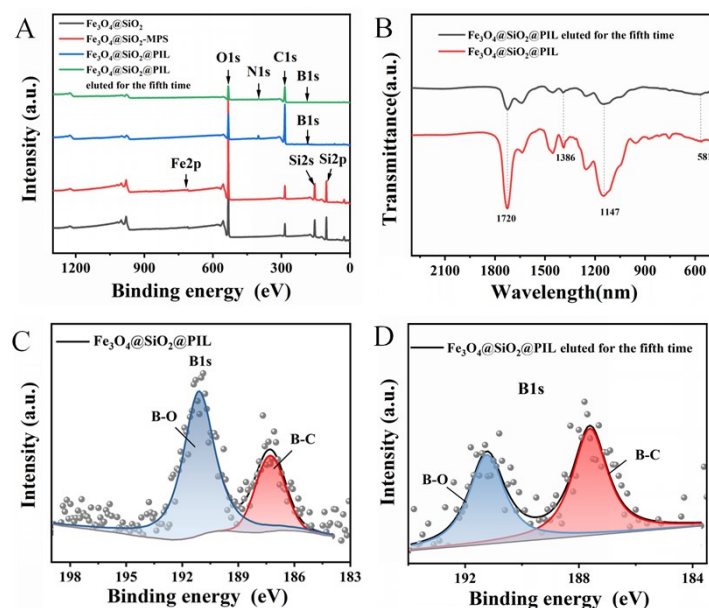 A
Fe₃O₄@SiO₂
Fe₃O₄@SiO₂-MPS
Fe₃O₄@SiO₂@PIL
Fe₃O₄@SiO₂@PIL
eluted for the fifth time
O1s
N1s
C1s
B1s
B1s
Fe2p
Si2s
Si2p
Intensity (a.u.)
1300 900 600 300 0
Binding energy (eV)
B
Fe₃O₄@SiO₂@PIL eluted for the fifth time
Fe₃O₄@SiO₂@PIL
1720
1386
1147
581
Transmittance(a.u.)
2100 1800 1500 1200 900 600
Wavelength(nm)
C
Fe₃O₄@SiO₂@PIL
B1s
B-O
B-C
Intensity (a.u.)
198 195 191 189 187 186 183
Binding energy (eV)
D
Fe₃O₄@SiO₂@PIL eluted for the fifth time
B1s
B-O
B-C
Intensity (a.u.)
192 188 184
Binding energy (eV)